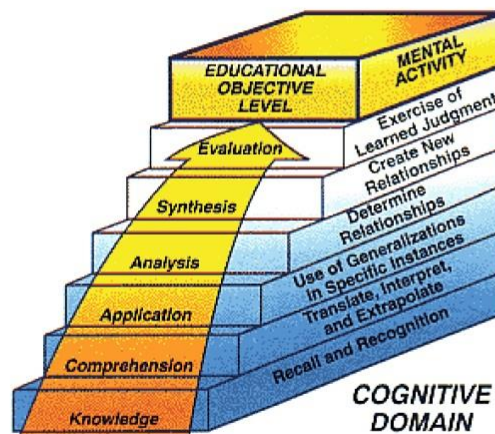 EDUCATIONAL
OBJECTIVE
LEVEL
MENTAL
ACTIVITY
Evaluation
Exercise of
Learned Judgment
Synthesis
Create New
Relationships
Analysis
Determine
Relationships
Application
Use of Generalizations
in Specific Instances
Comprehension
Translate, Interpret,
and Extrapolate
Knowledge
Recall and Recognition
COGNITIVE
DOMAIN